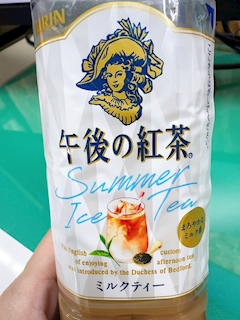 KIRIN
午後の紅茶®
Summer
Ice Tea
The English custom
of enjoying afternoon tea
was introduced by the Duchess of Bedford.
ミルクティー